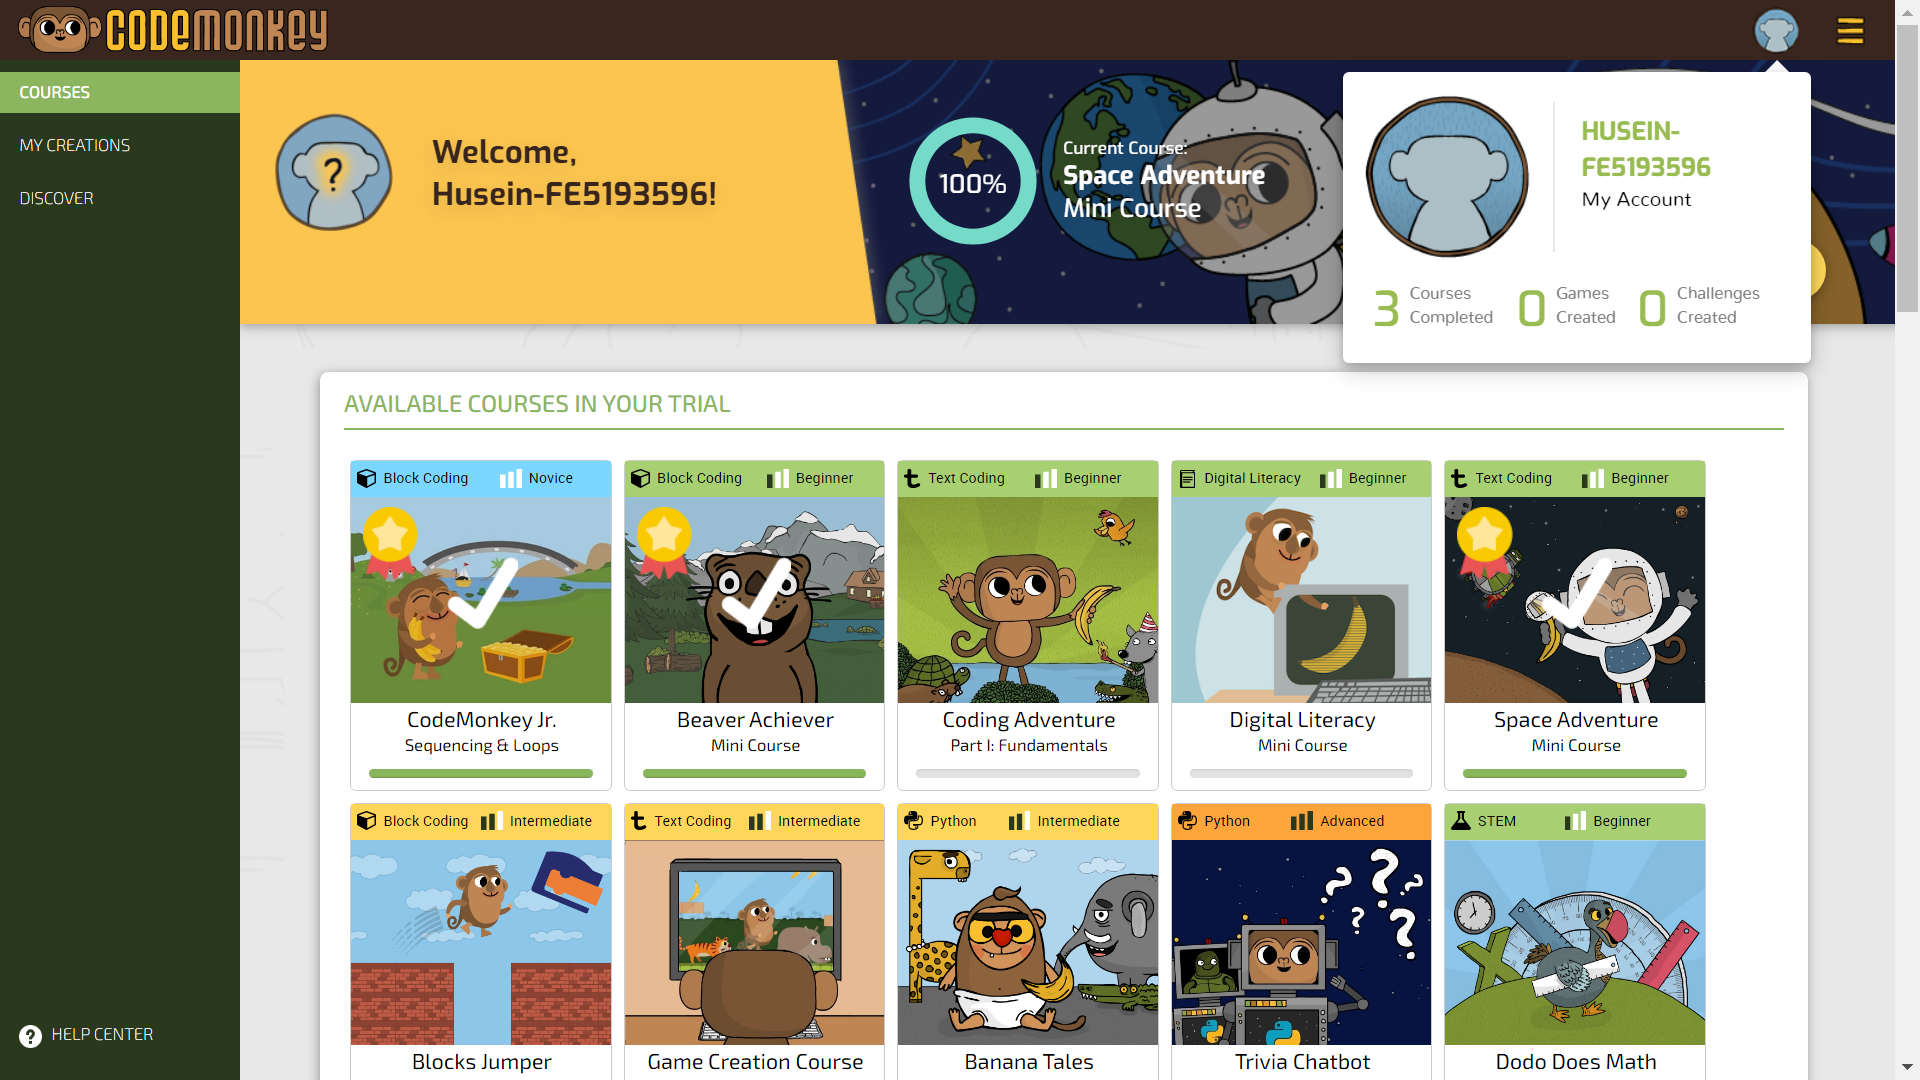 CODEMONKEY
COURSES
MY CREATIONS
DISCOVER
HELP CENTER
?
Welcome,
Husein-FE5193596!
100%
Current Course:
Space Adventure
Mini Course
HUSEIN-
FE5193596
My Account
3 Courses Completed
0 Games Created
0 Challenges Created
AVAILABLE COURSES IN YOUR TRIAL
Block Coding Novice
CodeMonkey Jr.
Sequencing & Loops
Block Coding Beginner
Beaver Achiever
Mini Course
Text Coding Beginner
Coding Adventure
Part I: Fundamentals
Digital Literacy Beginner
Digital Literacy
Mini Course
Text Coding Beginner
Space Adventure
Mini Course
Block Coding Intermediate
Blocks Jumper
Text Coding Intermediate
Game Creation Course
Python Intermediate
Banana Tales
Python Advanced
? ? ? ? ?
Trivia Chatbot
STEM Beginner
X
Dodo Does Math